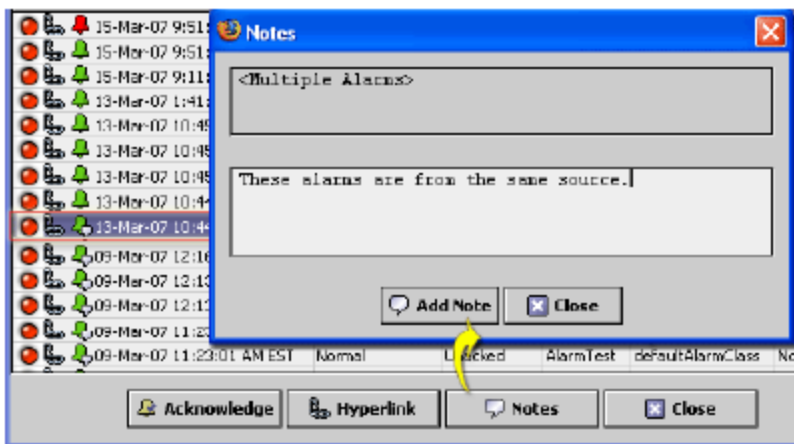 15-Mar-07 9:51:
Notes
15-Mar-07 9:51:
15-Mar-07 9:11:
<Multiple Alarms>
13-Mar-07 1:41:
13-Mar-07 10:45
13-Mar-07 10:45
13-Mar-07 10:45
These alarms are from the same source.
13-Mar-07 10:44
13-Mar-07 10:44
09-Mar-07 12:16
09-Mar-07 12:13
09-Mar-07 12:13
Add Note
Close
09-Mar-07 11:23
09-Mar-07 11:23:01 AM EST Normal AlarmTest defaultAlarmClass No
Acknowledge Hyperlink Notes Close